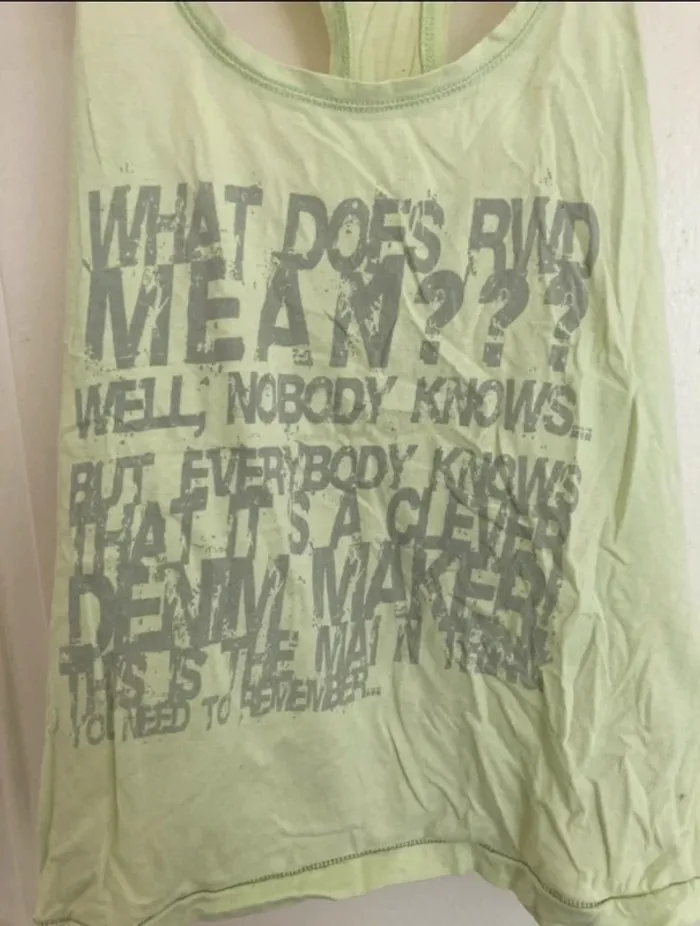 WHAT DOES RWD
MEAN???
WELL, NOBODY KNOWS...
BUT EVERYBODY KNOWS
THAT IT'S A CLEVER
DENIM MAKER!
THIS IS THE MAIN THING
YOU NEED TO REMEMBER...